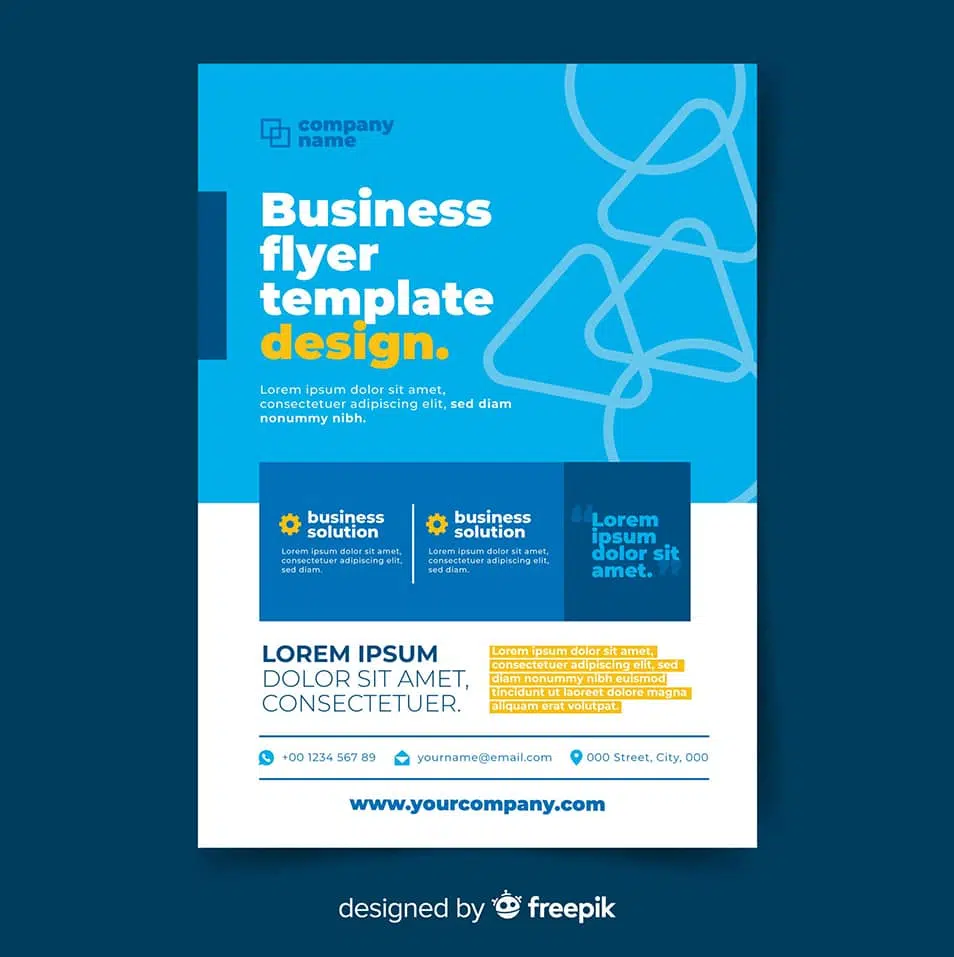 company
name
Business
flyer
template
design.
Lorem ipsum dolor sit amet,
consectetuer adipiscing elit, sed diam
nonummy nibh.
business
solution
Lorem ipsum dolor sit amet,
consectetuer adipiscing elit,
sed diam.
business
solution
Lorem ipsum dolor sit amet,
consectetuer adipiscing elit,
sed diam.
"Lorem
ipsum
dolor sit
amet."
LOREM IPSUM
DOLOR SIT AMET,
CONSECTETUER.
Lorem ipsum dolor sit amet,
consectetuer adipiscing elit, sed
diam nonummy nibh euismod
tincidunt ut laoreet dolore magna
aliquam erat volutpat.
+00 1234 567 89
yourname@email.com
000 Street, City, 000
www.yourcompany.com
designed by freepik